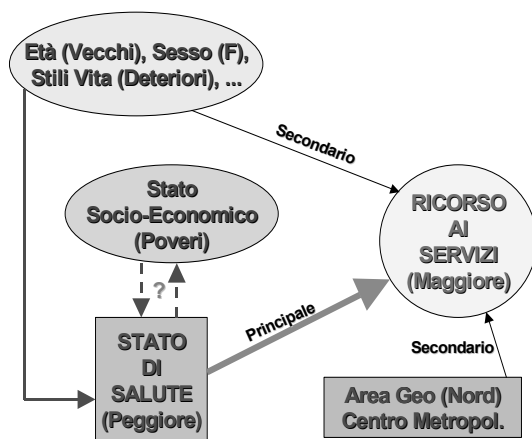 Età (Vecchi), Sesso (F),
Stili Vita (Deteriori), ...
Secondario
Stato
Socio-Economico
(Poveri)
RICORSO
AI
SERVIZI
(Maggiore)
?
Principale
STATO
DI
SALUTE
(Peggiore)
Secondario
Area Geo (Nord)
Centro Metropol.